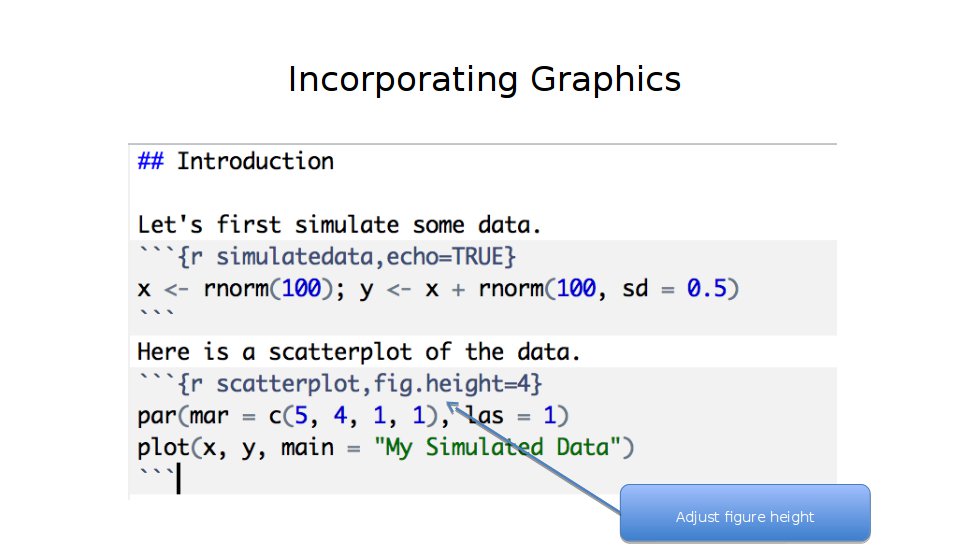 Incorporating Graphics
## Introduction
Let's first simulate some data.
```{r simulatedata,echo=TRUE}
x <- rnorm(100); y <- x + rnorm(100, sd = 0.5)
```
Here is a scatterplot of the data.
```{r scatterplot,fig.height=4}
par(mar = c(5, 4, 1, 1), las = 1)
plot(x, y, main = "My Simulated Data")
```
Adjust figure height